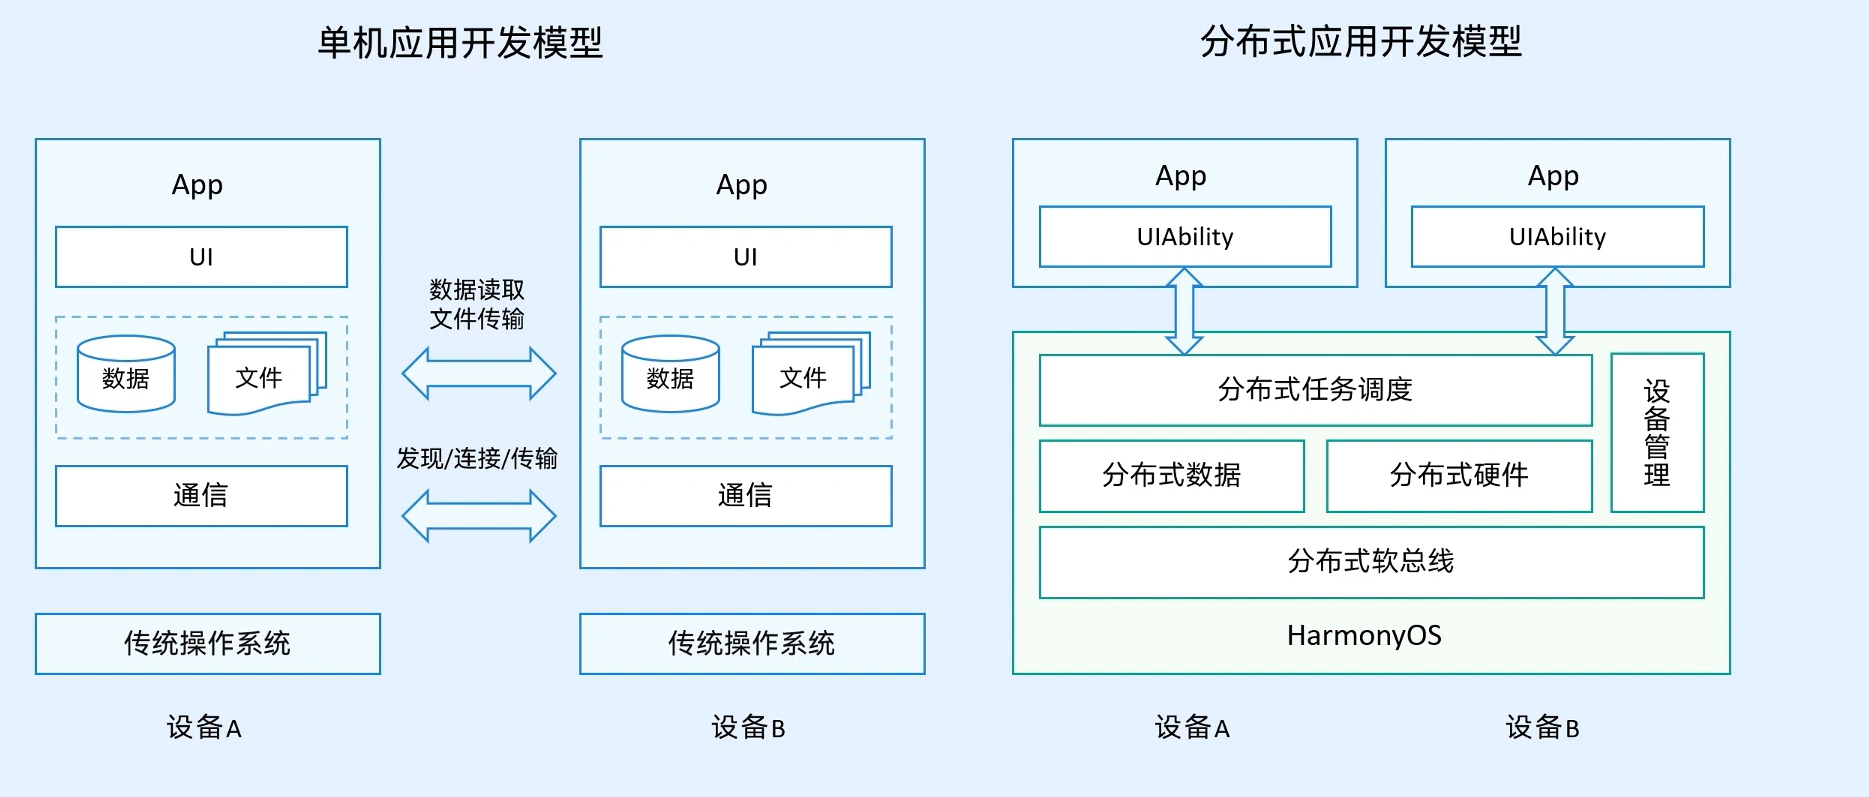 单机应用开发模型
App
UI
数据
文件
通信
传统操作系统
设备A
数据读取
文件传输
发现/连接/传输
App
UI
数据
文件
通信
传统操作系统
设备B
分布式应用开发模型
App
UIAbility
App
UIAbility
分布式任务调度
设备管理
分布式数据
分布式硬件
分布式软总线
HarmonyOS
设备A
设备B